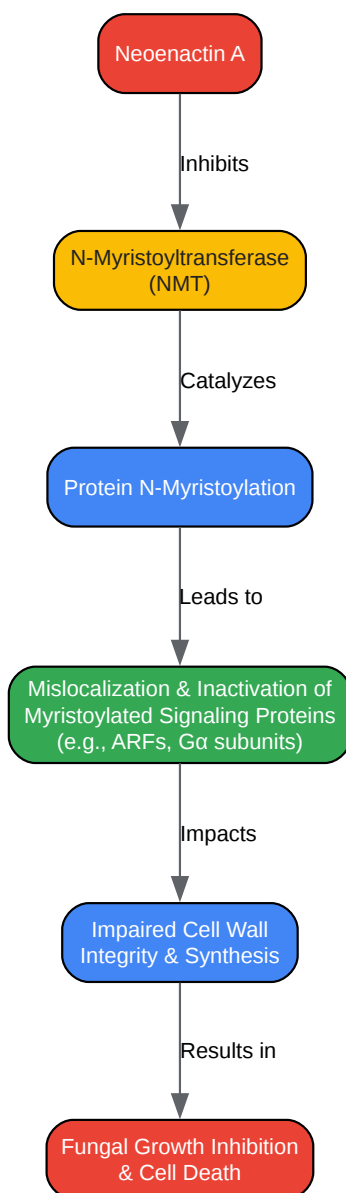 Neoenactin A
Inhibits
N-Myristoyltransferase
(NMT)
Catalyzes
Protein N-Myristoylation
Leads to
Mislocalization & Inactivation of
Myristoylated Signaling Proteins
(e.g., ARFs, Gα subunits)
Impacts
Impaired Cell Wall
Integrity & Synthesis
Results in
Fungal Growth Inhibition
& Cell Death